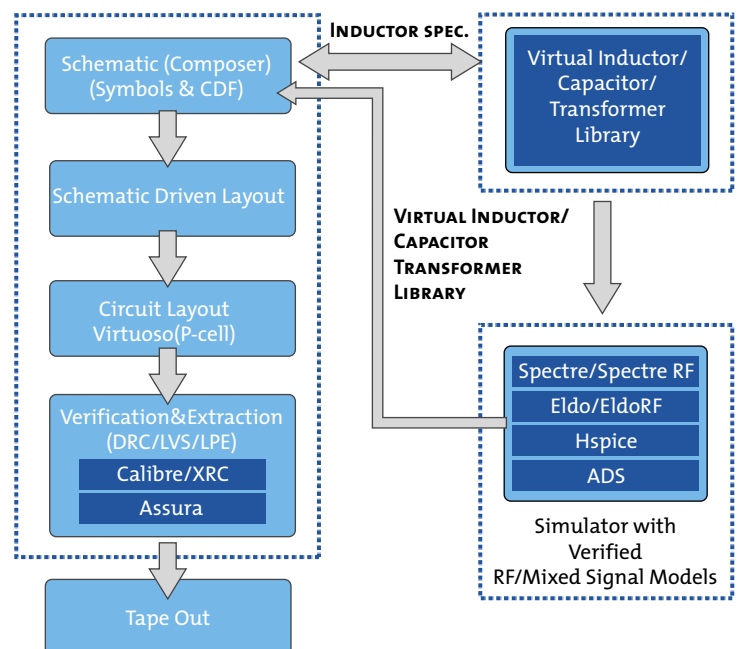 INDUCTOR SPEC.
Schematic (Composer)
(Symbols & CDF)
Virtual Inductor/
Capacitor/
Transformer
Library
Schematic Driven Layout
VIRTUAL INDUCTOR/
CAPACITOR
TRANSFORMER
LIBRARY
Circuit Layout
Virtuoso(P-cell)
Verification&Extraction
(DRC/LVS/LPE)
Calibre/XRC
Assura
Spectre/Spectre RF
Eldo/EldoRF
Hspice
ADS
Simulator with
Verified
RF/Mixed Signal Models
Tape Out